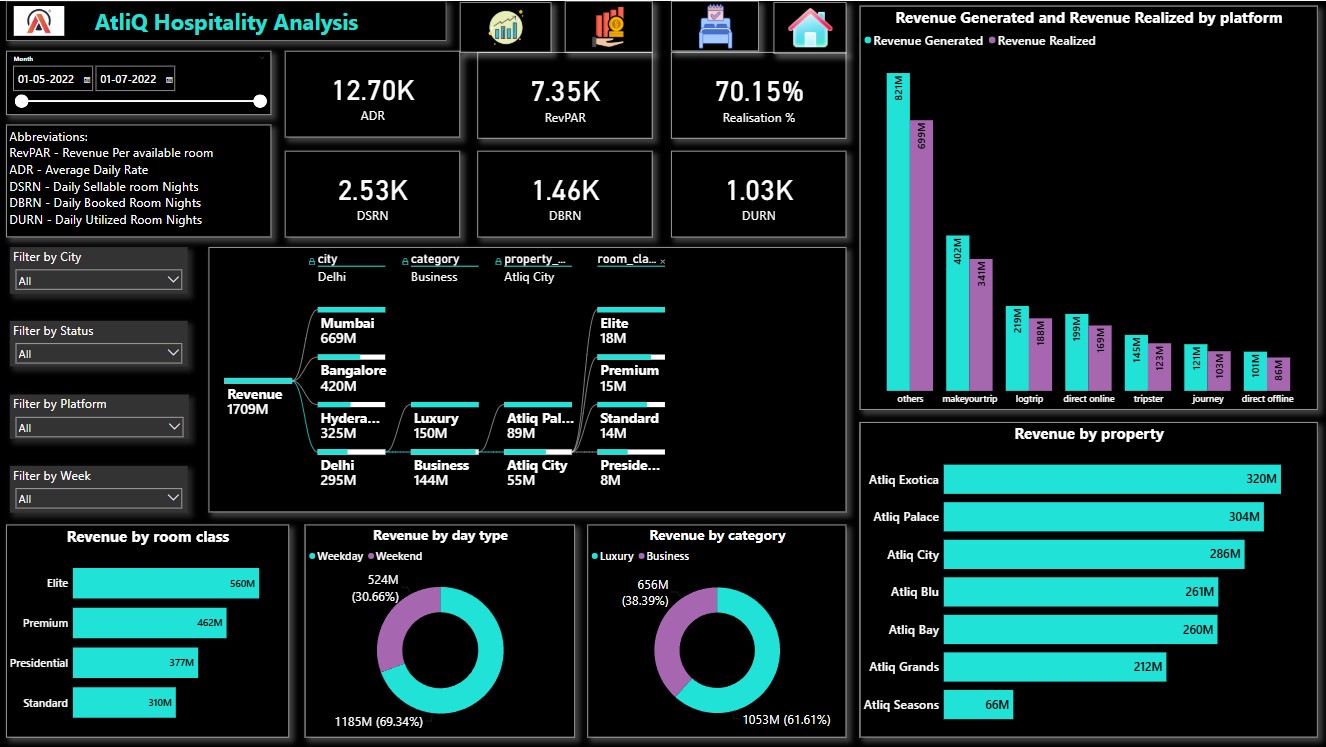 AtliQ Hospitality Analysis
Month
01-05-2022
01-07-2022
Abbreviations:
RevPAR - Revenue Per available room
ADR - Average Daily Rate
DSRN - Daily Sellable room Nights
DBRN - Daily Booked Room Nights
DURN - Daily Utilized Room Nights
12.70K
ADR
7.35K
RevPAR
70.15%
Realisation %
2.53K
DSRN
1.46K
DBRN
1.03K
DURN
Filter by City
All
Filter by Status
All
Filter by Platform
All
Filter by Week
All
city
Delhi
category
Business
property_...
Atliq City
room_cla...
Revenue
1709M
Mumbai
669M
Bangalore
420M
Hydera...
325M
Delhi
295M
Luxury
150M
Business
144M
Atliq Pal...
89M
Atliq City
55M
Elite
18M
Premium
15M
Standard
14M
Preside...
8M
Revenue Generated and Revenue Realized by platform
Revenue Generated Revenue Realized
821M
699M
402M
341M
219M
188M
199M
169M
145M
123M
121M
103M
101M
86M
others makeyourtrip logtrip direct online tripster journey direct offline
Revenue by property
Atliq Exotica 320M
Atliq Palace 304M
Atliq City 286M
Atliq Blu 261M
Atliq Bay 260M
Atliq Grands 212M
Atliq Seasons 66M
Revenue by room class
Elite 560M
Premium 462M
Presidential 377M
Standard 310M
Revenue by day type
Weekday Weekend
524M
(30.66%)
1185M (69.34%)
Revenue by category
Luxury Business
656M
(38.39%)
1053M (61.61%)